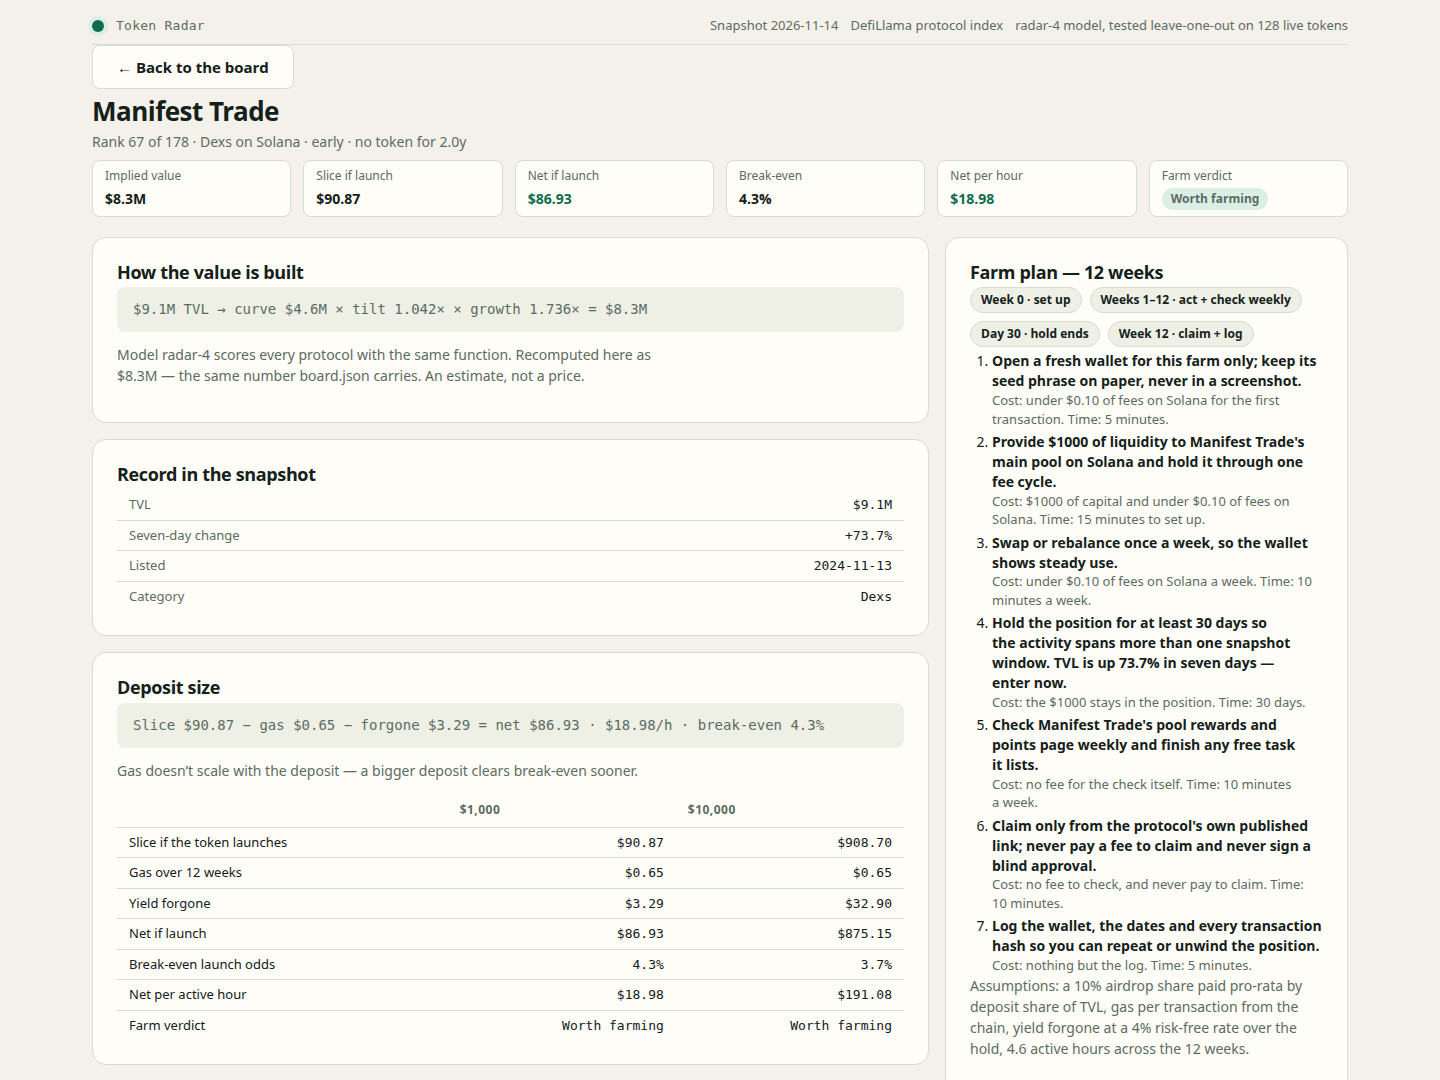 Token Radar
Snapshot 2026-11-14 DefiLlama protocol index radar-4 model, tested leave-one-out on 128 live tokens
← Back to the board
Manifest Trade
Rank 67 of 178 · Dexs on Solana · early · no token for 2.0y
Implied value
$8.3M
Slice if launch
$90.87
Net if launch
$86.93
Break-even
4.3%
Net per hour
$18.98
Farm verdict
Worth farming
How the value is built
$9.1M TVL → curve $4.6M × tilt 1.042× × growth 1.736× = $8.3M
Model radar-4 scores every protocol with the same function. Recomputed here as
$8.3M — the same number board.json carries. An estimate, not a price.
Record in the snapshot
TVL $9.1M
Seven-day change +73.7%
Listed 2024-11-13
Category Dexs
Deposit size
Slice $90.87 − gas $0.65 − forgone $3.29 = net $86.93 · $18.98/h · break-even 4.3%
Gas doesn’t scale with the deposit — a bigger deposit clears break-even sooner.
$1,000 $10,000
Slice if the token launches $90.87 $908.70
Gas over 12 weeks $0.65 $0.65
Yield forgone $3.29 $32.90
Net if launch $86.93 $875.15
Break-even launch odds 4.3% 3.7%
Net per active hour $18.98 $191.08
Farm verdict Worth farming Worth farming
Farm plan — 12 weeks
Week 0 · set up Weeks 1–12 · act + check weekly
Day 30 · hold ends Week 12 · claim + log
1. Open a fresh wallet for this farm only; keep its
seed phrase on paper, never in a screenshot.
Cost: under $0.10 of fees on Solana for the first
transaction. Time: 5 minutes.
2. Provide $1000 of liquidity to Manifest Trade's
main pool on Solana and hold it through one
fee cycle.
Cost: $1000 of capital and under $0.10 of fees on
Solana. Time: 15 minutes to set up.
3. Swap or rebalance once a week, so the wallet
shows steady use.
Cost: under $0.10 of fees on Solana a week. Time: 10
minutes a week.
4. Hold the position for at least 30 days so
the activity spans more than one snapshot
window. TVL is up 73.7% in seven days —
enter now.
Cost: the $1000 stays in the position. Time: 30 days.
5. Check Manifest Trade's pool rewards and
points page weekly and finish any free task
it lists.
Cost: no fee for the check itself. Time: 10 minutes
a week.
6. Claim only from the protocol's own published
link; never pay a fee to claim and never sign a
blind approval.
Cost: no fee to check, and never pay to claim. Time:
10 minutes.
7. Log the wallet, the dates and every transaction
hash so you can repeat or unwind the position.
Cost: nothing but the log. Time: 5 minutes.
Assumptions: a 10% airdrop share paid pro-rata by
deposit share of TVL, gas per transaction from the
chain, yield forgone at a 4% risk-free rate over the
hold, 4.6 active hours across the 12 weeks.